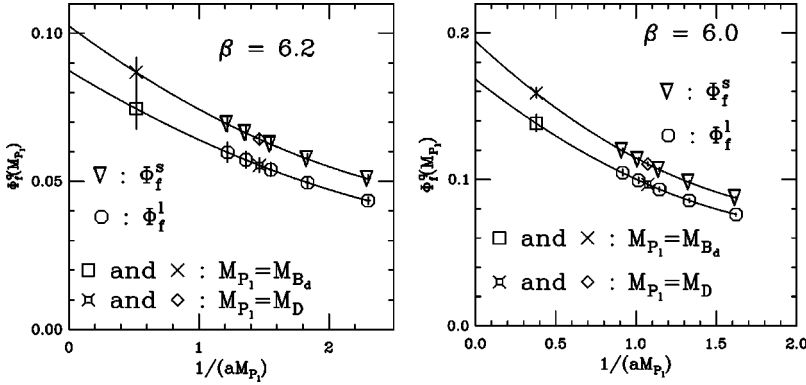 β = 6.2
0.10
0.05
0.00
Φ_f^q(M_{P_l})
▽ : Φ_f^s
○ : Φ_f^l
□ and × : M_{P_l}=M_{B_d}
¤ and ◇ : M_{P_l}=M_D
0 1 2
1/(aM_{P_l})
β = 6.0
0.2
0.1
0.0
Φ_f^q(M_{P_l})
▽ : Φ_f^s
○ : Φ_f^l
□ and × : M_{P_l}=M_{B_d}
¤ and ◇ : M_{P_l}=M_D
0.0 0.5 1.0 1.5 2.0
1/(aM_{P_l})